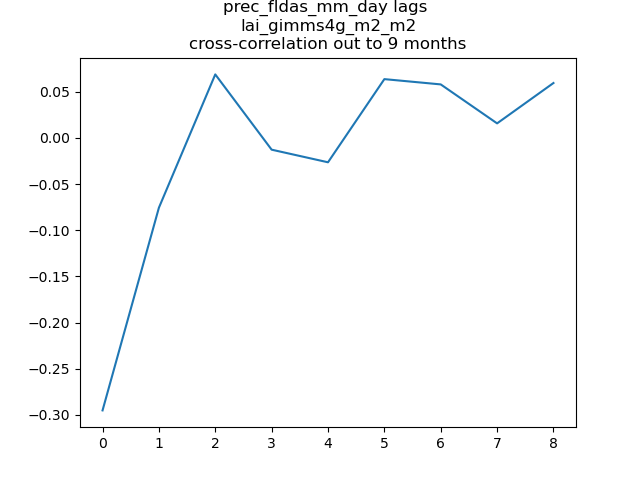 prec_fldas_mm_day lags
lai_gimms4g_m2_m2
cross-correlation out to 9 months
0.05
0.00
−0.05
−0.10
−0.15
−0.20
−0.25
−0.30
0 1 2 3 4 5 6 7 8